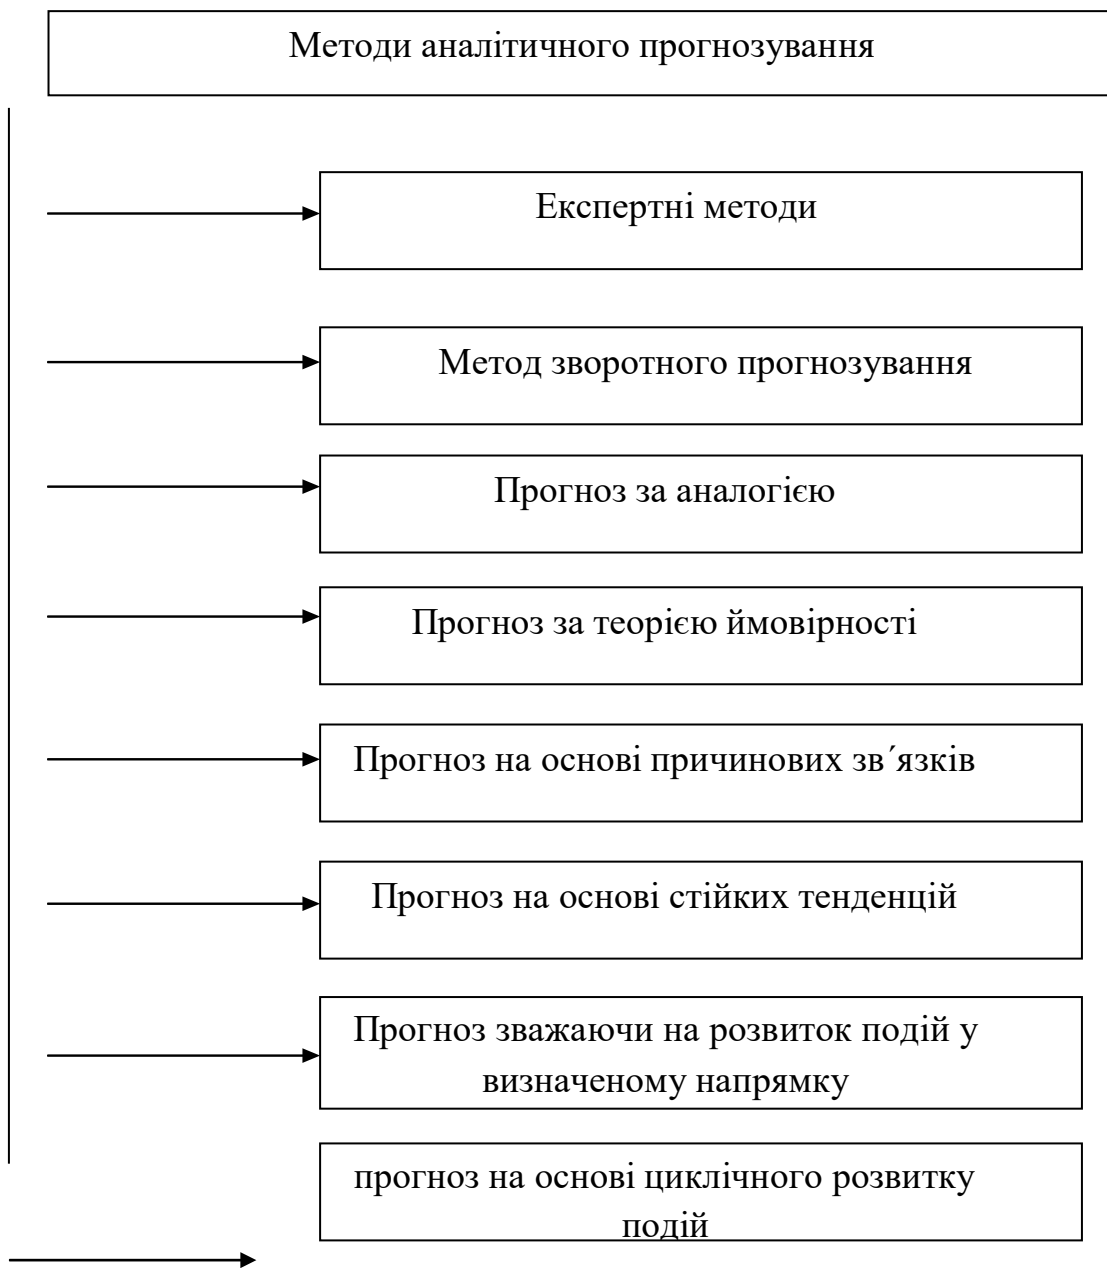 Методи аналітичного прогнозування
Експертні методи
Метод зворотного прогнозування
Прогноз за аналогією
Прогноз за теорією ймовірності
Прогноз на основі причинових зв´язків
Прогноз на основі стійких тенденцій
Прогноз зважаючи на розвиток подій у
визначеному напрямку
прогноз на основі циклічного розвитку
подій